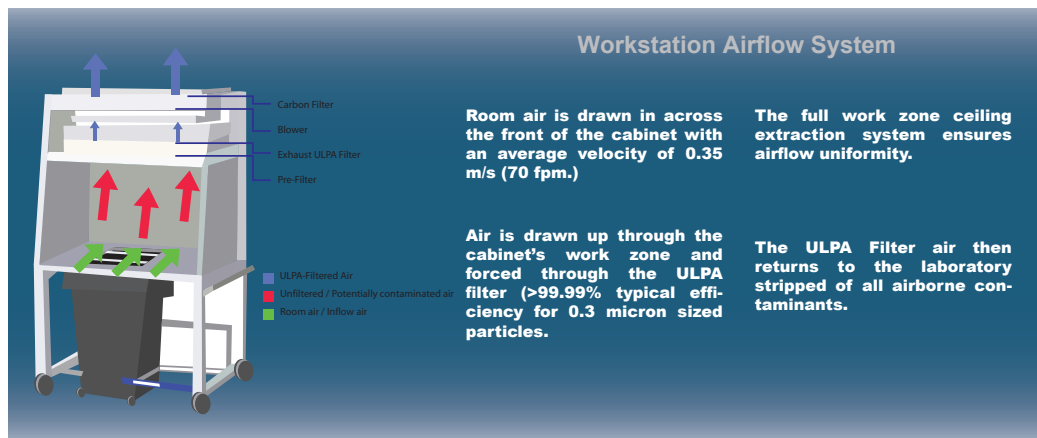 Workstation Airflow System
Carbon Filter
Blower
Exhaust ULPA Filter
Pre-Filter
ULPA-Filtered Air
Unfiltered / Potentially contaminated air
Room air / Inflow air
Room air is drawn in across
the front of the cabinet with
an average velocity of 0.35
m/s (70 fpm.)
Air is drawn up through the
cabinet's work zone and
forced through the ULPA
filter (>99.99% typical effi-
ciency for 0.3 micron sized
particles.
The full work zone ceiling
extraction system ensures
airflow uniformity.
The ULPA Filter air then
returns to the laboratory
stripped of all airborne con-
taminants.